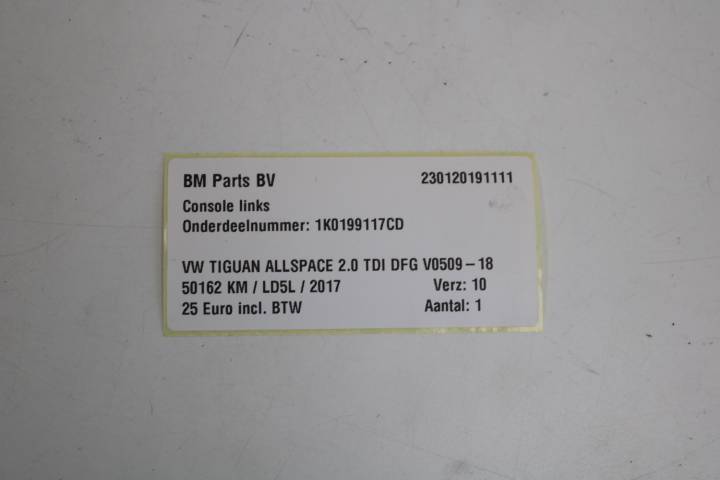 BM Parts BV 230120191111
Console links
Onderdeelnummer: 1K0199117CD
VW TIGUAN ALLSPACE 2.0 TDI DFG V0509-18
50162 KM / LD5L / 2017 Verz: 10
25 Euro incl. BTW Aantal: 1